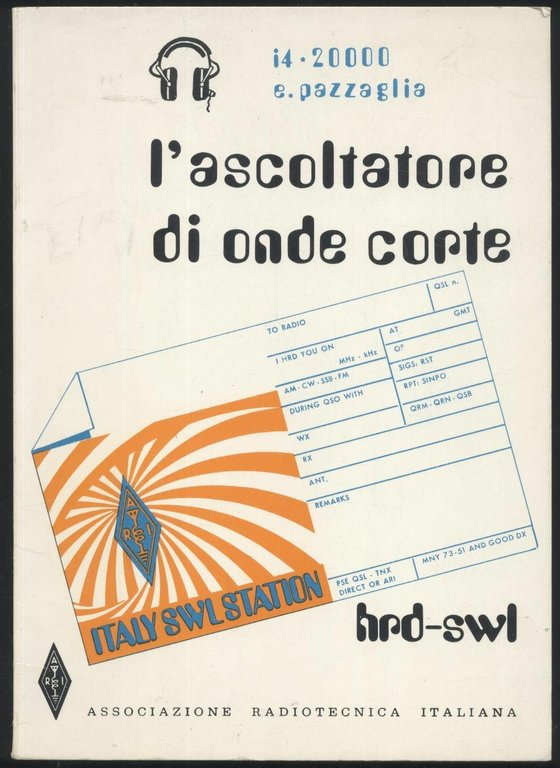 i4·20000
e.pazzaglia
l'ascoltatore
di onde corte
QSL n.
TO RADIO
GMT
AT
I HRD YOU ON
MHz - kHz
OF
SIGS. RST
AM-CW-SSB-FM
RPT: SINPO
DURING QSO WITH
QRM-QRN-QSB
WX
RX
ANT.
REMARKS
A R I
ITALY SWL STATION
PSE QSL - TNX
DIRECT OR ARI
MNY 73-51 AND GOOD DX
hrd-swl
A R I
ASSOCIAZIONE RADIOTECNICA ITALIANA